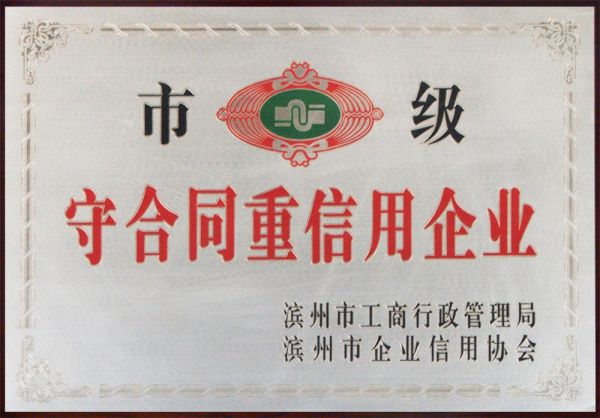 市 级
守合同重信用企业
滨州市工商行政管理局
滨州市企业信用协会